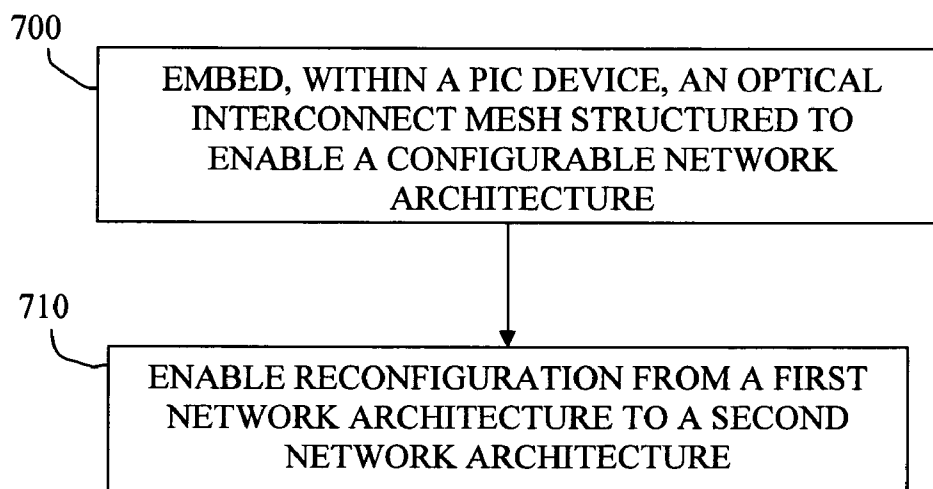 700
EMBED, WITHIN A PIC DEVICE, AN OPTICAL
INTERCONNECT MESH STRUCTURED TO
ENABLE A CONFIGURABLE NETWORK
ARCHITECTURE
710
ENABLE RECONFIGURATION FROM A FIRST
NETWORK ARCHITECTURE TO A SECOND
NETWORK ARCHITECTURE